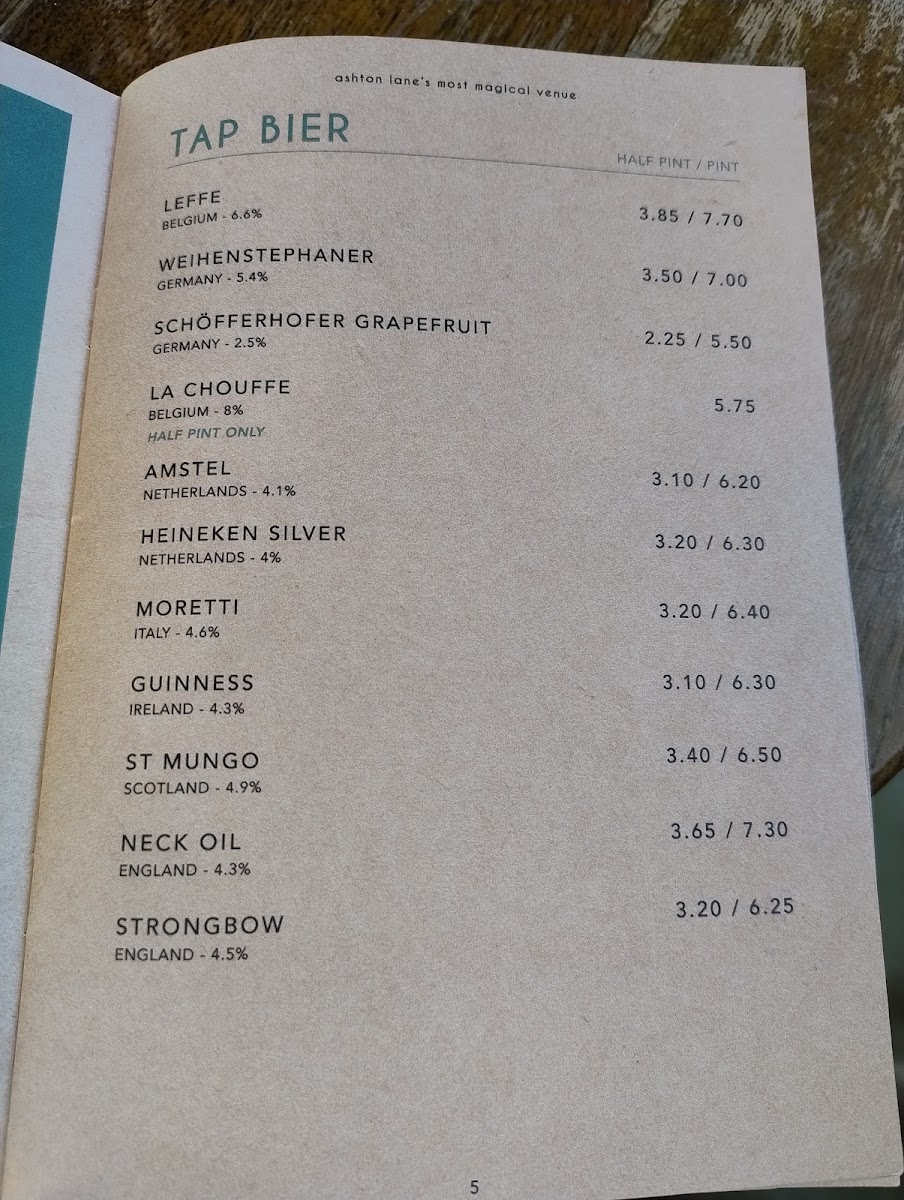 ashton lane's most magical venue
TAP BIER
HALF PINT / PINT
LEFFE
BELGIUM - 6.6%
3.85 / 7.70
WEIHENSTEPHANER
GERMANY - 5.4%
3.50 / 7.00
SCHÖFFERHOFER GRAPEFRUIT
GERMANY - 2.5%
2.25 / 5.50
LA CHOUFFE
BELGIUM - 8%
HALF PINT ONLY
5.75
AMSTEL
NETHERLANDS - 4.1%
3.10 / 6.20
HEINEKEN SILVER
NETHERLANDS - 4%
3.20 / 6.30
MORETTI
ITALY - 4.6%
3.20 / 6.40
GUINNESS
IRELAND - 4.3%
3.10 / 6.30
ST MUNGO
SCOTLAND - 4.9%
3.40 / 6.50
NECK OIL
ENGLAND - 4.3%
3.65 / 7.30
STRONGBOW
ENGLAND - 4.5%
3.20 / 6.25
5